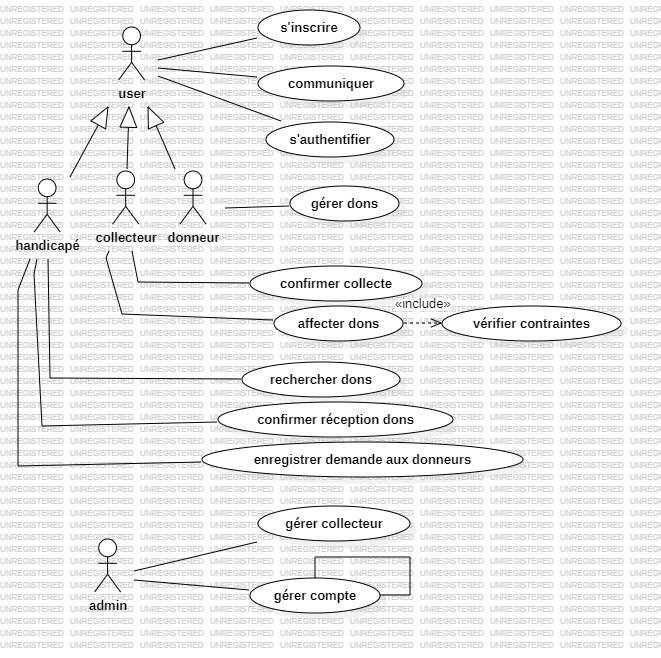 s'inscrire
user
communiquer
s'authentifier
handicapé
collecteur
donneur
gérer dons
confirmer collecte
«include»
affecter dons
vérifier contraintes
rechercher dons
confirmer réception dons
enregistrer demande aux donneurs
gérer collecteur
admin
gérer compte
UNREGISTERED